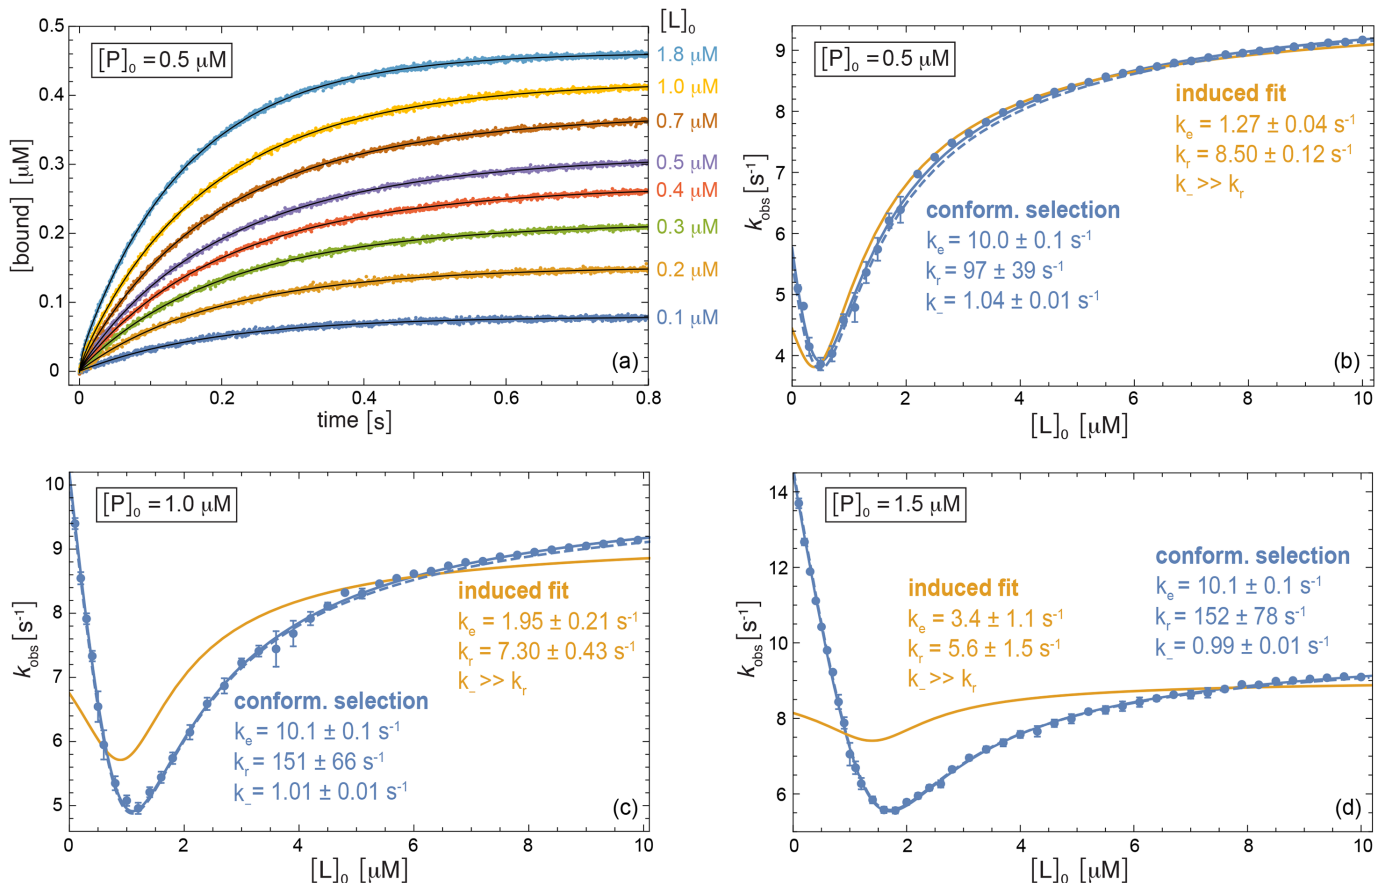 [P]₀ = 0.5 μM
[L]₀
1.8 μM
1.0 μM
0.7 μM
0.5 μM
0.4 μM
0.3 μM
0.2 μM
0.1 μM
0.5
0.4
0.3
0.2
0.1
0
[bound] [μM]
0 0.2 0.4 0.6 0.8
time [s]
(a)
[P]₀ = 0.5 μM
9
8
7
6
5
4
k_obs [s⁻¹]
induced fit
kₑ = 1.27 ± 0.04 s⁻¹
kᵣ = 8.50 ± 0.12 s⁻¹
k₋ >> kᵣ
conform. selection
kₑ = 10.0 ± 0.1 s⁻¹
kᵣ = 97 ± 39 s⁻¹
k₋ = 1.04 ± 0.01 s⁻¹
(b)
0 2 4 6 8 10
[L]₀ [μM]
[P]₀ = 1.0 μM
10
9
8
7
6
5
k_obs [s⁻¹]
induced fit
kₑ = 1.95 ± 0.21 s⁻¹
kᵣ = 7.30 ± 0.43 s⁻¹
k₋ >> kᵣ
conform. selection
kₑ = 10.1 ± 0.1 s⁻¹
kᵣ = 151 ± 66 s⁻¹
k₋ = 1.01 ± 0.01 s⁻¹
(c)
0 2 4 6 8 10
[L]₀ [μM]
[P]₀ = 1.5 μM
14
12
10
8
6
k_obs [s⁻¹]
conform. selection
kₑ = 10.1 ± 0.1 s⁻¹
kᵣ = 152 ± 78 s⁻¹
k₋ = 0.99 ± 0.01 s⁻¹
induced fit
kₑ = 3.4 ± 1.1 s⁻¹
kᵣ = 5.6 ± 1.5 s⁻¹
k₋ >> kᵣ
(d)
0 2 4 6 8 10
[L]₀ [μM]